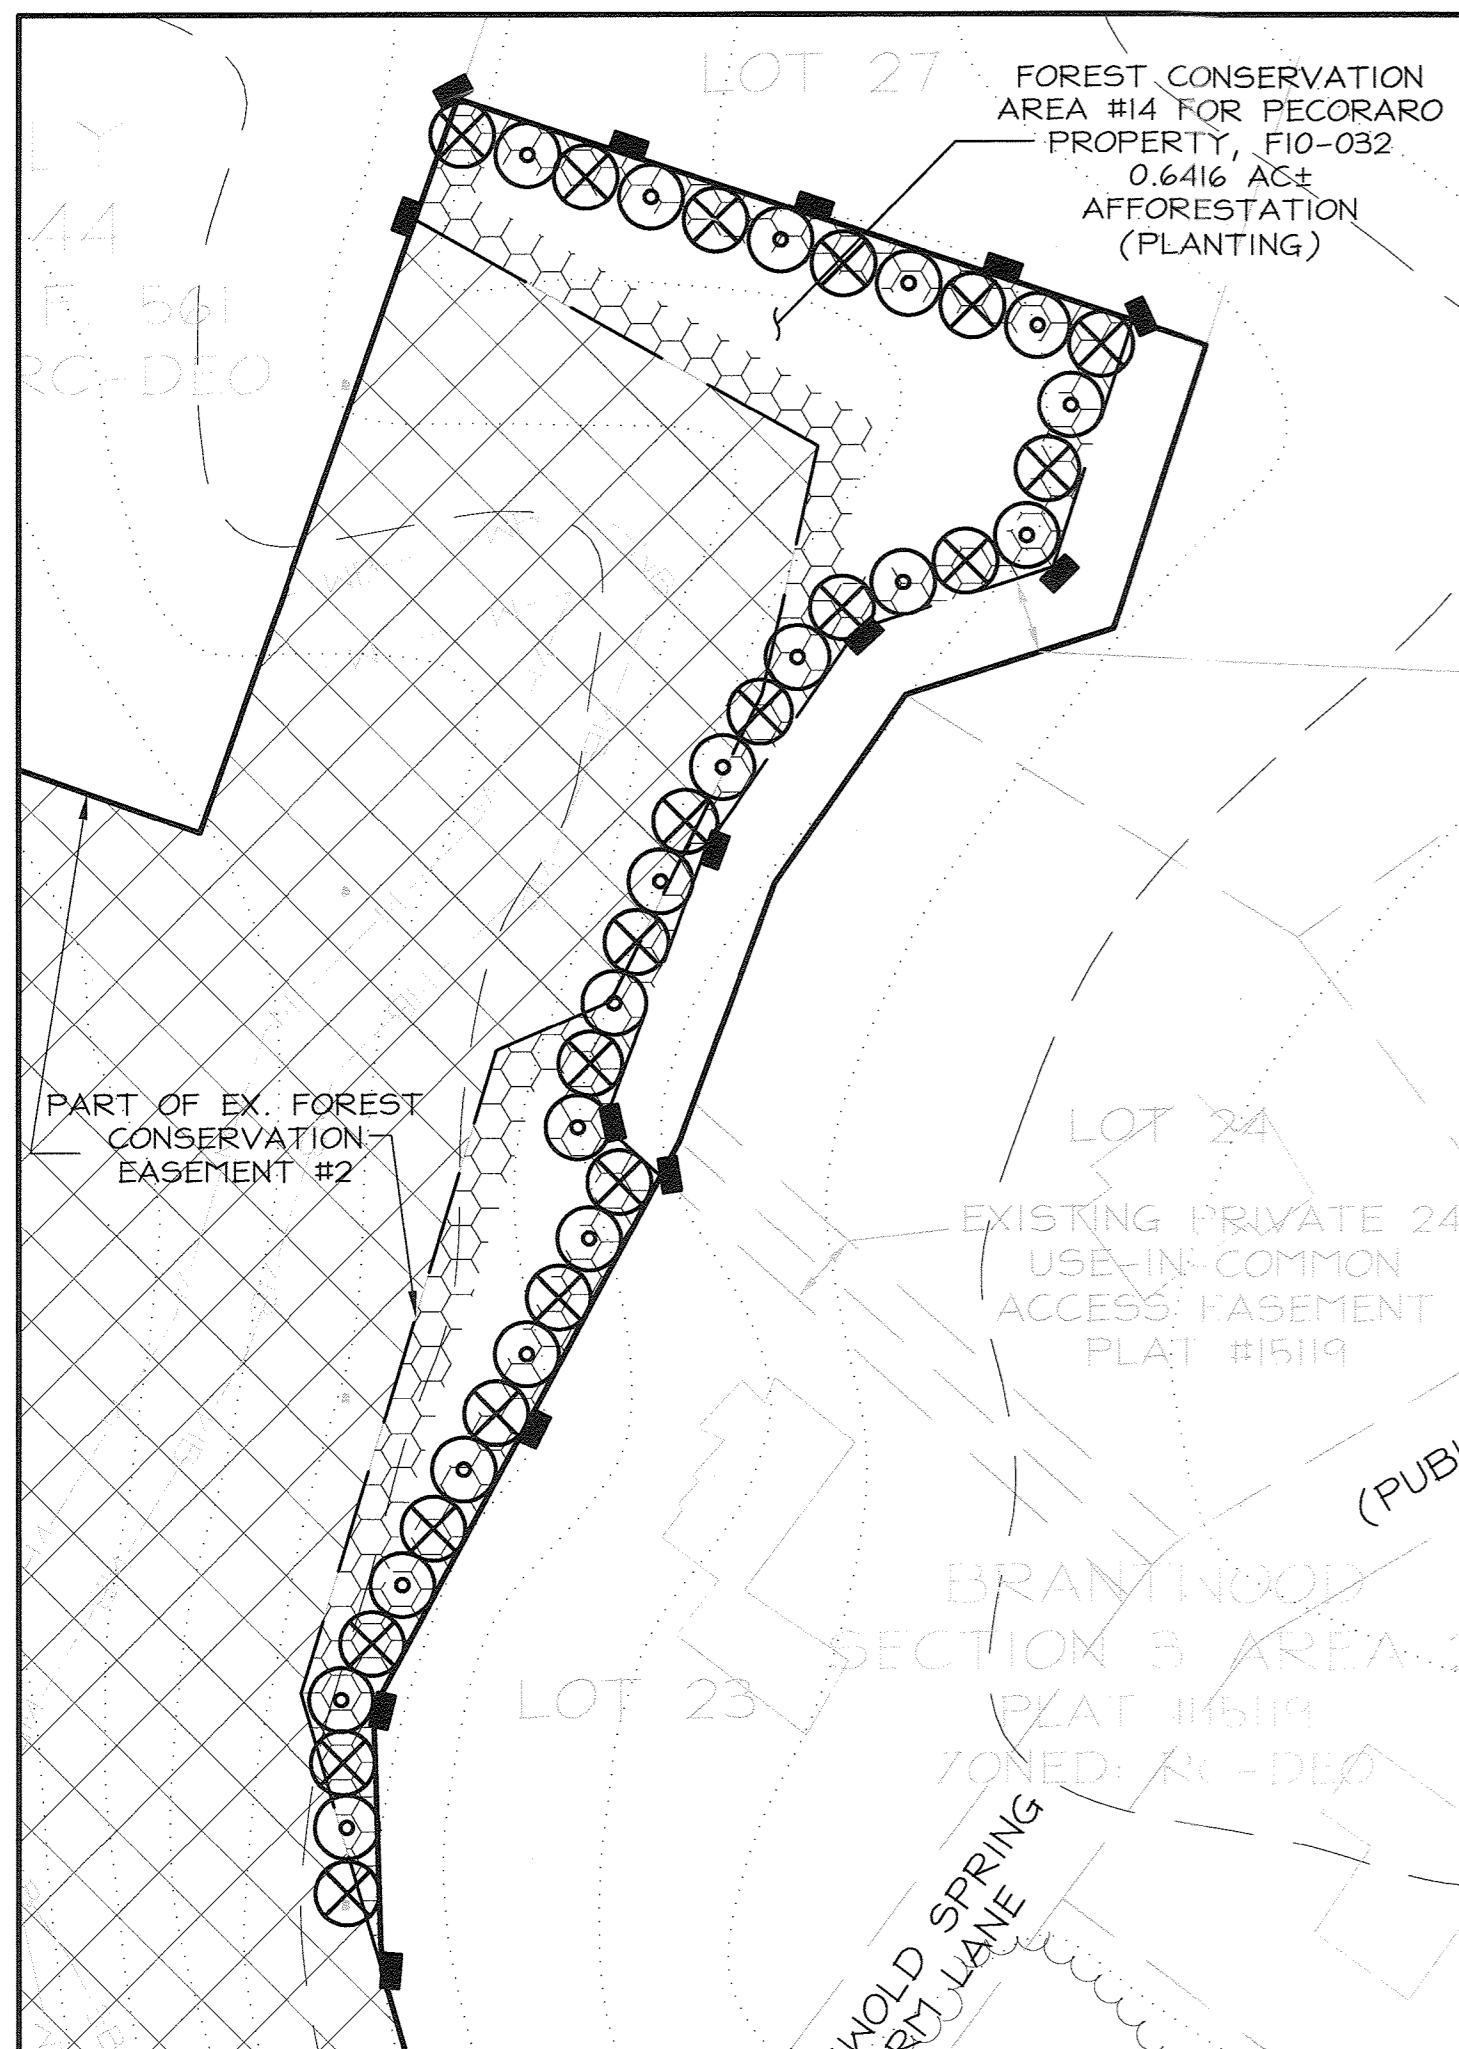 LOT 27
FOREST CONSERVATION
AREA #14 FOR PECORARO
PROPERTY, F10-032
0.6416 AC±
AFFORESTATION
(PLANTING)
LY
44
F. 561
RC-DEO
PART OF EX. FOREST
CONSERVATION
EASEMENT #2
LOT 24
EXISTING PRIVATE 24
USE-IN-COMMON
ACCESS EASEMENT
PLAT #15119
(PUB
BRANTWOOD
SECTION 3 AREA
PLAT #15119
ZONED: RC-DEO
LOT 23
WOLD SPRING
RM LANE